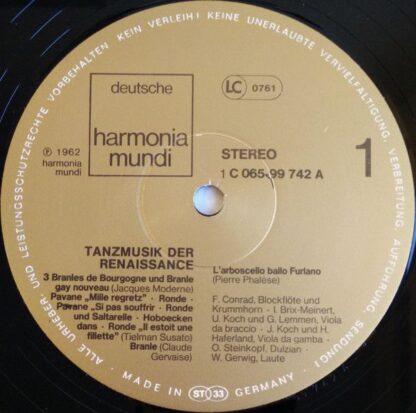 ALLE URHEBER- UND LEISTUNGSSCHUTZRECHTE VORBEHALTEN · KEIN VERLEIH! KEINE UNERLAUBTE VERVIELFÄLTIGUNG, VERBREITUNG, AUFFÜHRUNG, SENDUNG!
deutsche
harmonia
mundi
LC 0761
℗ 1962
harmonia
mundi
STEREO
1 C 065-99 742 A
1
TANZMUSIK DER
RENAISSANCE
3 Branles de Bourgogne und Branle
gay nouveau (Jacques Moderne)
Pavane „Mille regretz" · Ronde ·
Pavane „Si pas souffrir · Ronde
und Saltarelle · Hoboecken
dans · Ronde „Il estoit une
fillette" (Tielman Susato)
Branle (Claude
Gervaise)
L'arboscello ballo Furlano
(Pierre Phalèse)
F. Conrad, Blockflöte und
Krummhorn · I. Brix-Meinert,
U. Koch und G. Lemmen, Viola
da braccio · J. Koch und H.
Haferland, Viola da gamba ·
O. Steinkopf, Dulzian ·
W. Gerwig, Laute
MADE IN ST 33 GERMANY